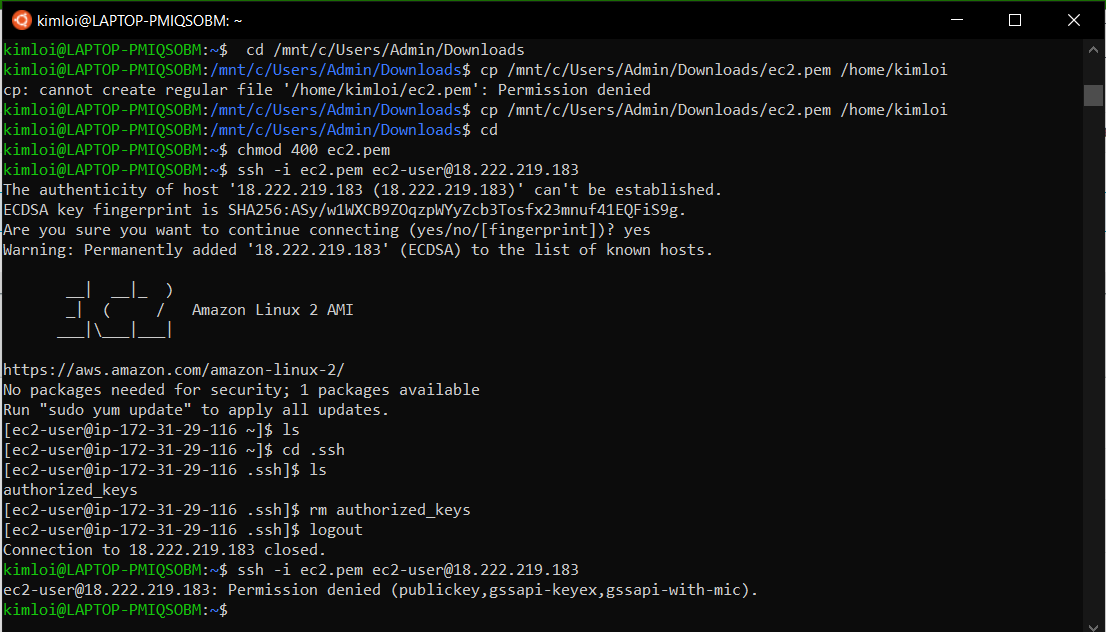 kimloi@LAPTOP-PMIQSOBM: ~
kimloi@LAPTOP-PMIQSOBM:~$  cd /mnt/c/Users/Admin/Downloads
kimloi@LAPTOP-PMIQSOBM:/mnt/c/Users/Admin/Downloads$ cp /mnt/c/Users/Admin/Downloads/ec2.pem /home/kimloi
cp: cannot create regular file '/home/kimloi/ec2.pem': Permission denied
kimloi@LAPTOP-PMIQSOBM:/mnt/c/Users/Admin/Downloads$ cp /mnt/c/Users/Admin/Downloads/ec2.pem /home/kimloi
kimloi@LAPTOP-PMIQSOBM:/mnt/c/Users/Admin/Downloads$ cd
kimloi@LAPTOP-PMIQSOBM:~$ chmod 400 ec2.pem
kimloi@LAPTOP-PMIQSOBM:~$ ssh -i ec2.pem ec2-user@18.222.219.183
The authenticity of host '18.222.219.183 (18.222.219.183)' can't be established.
ECDSA key fingerprint is SHA256:ASy/w1WXCB9ZOqzpWYyZcb3Tosfx23mnuf41EQFiS9g.
Are you sure you want to continue connecting (yes/no/[fingerprint])? yes
Warning: Permanently added '18.222.219.183' (ECDSA) to the list of known hosts.
       __|  __|_  )
       _|  (     /   Amazon Linux 2 AMI
      ___|\___|___|
https://aws.amazon.com/amazon-linux-2/
No packages needed for security; 1 packages available
Run "sudo yum update" to apply all updates.
[ec2-user@ip-172-31-29-116 ~]$ ls
[ec2-user@ip-172-31-29-116 ~]$ cd .ssh
[ec2-user@ip-172-31-29-116 .ssh]$ ls
authorized_keys
[ec2-user@ip-172-31-29-116 .ssh]$ rm authorized_keys
[ec2-user@ip-172-31-29-116 .ssh]$ logout
Connection to 18.222.219.183 closed.
kimloi@LAPTOP-PMIQSOBM:~$ ssh -i ec2.pem ec2-user@18.222.219.183
ec2-user@18.222.219.183: Permission denied (publickey,gssapi-keyex,gssapi-with-mic).
kimloi@LAPTOP-PMIQSOBM:~$